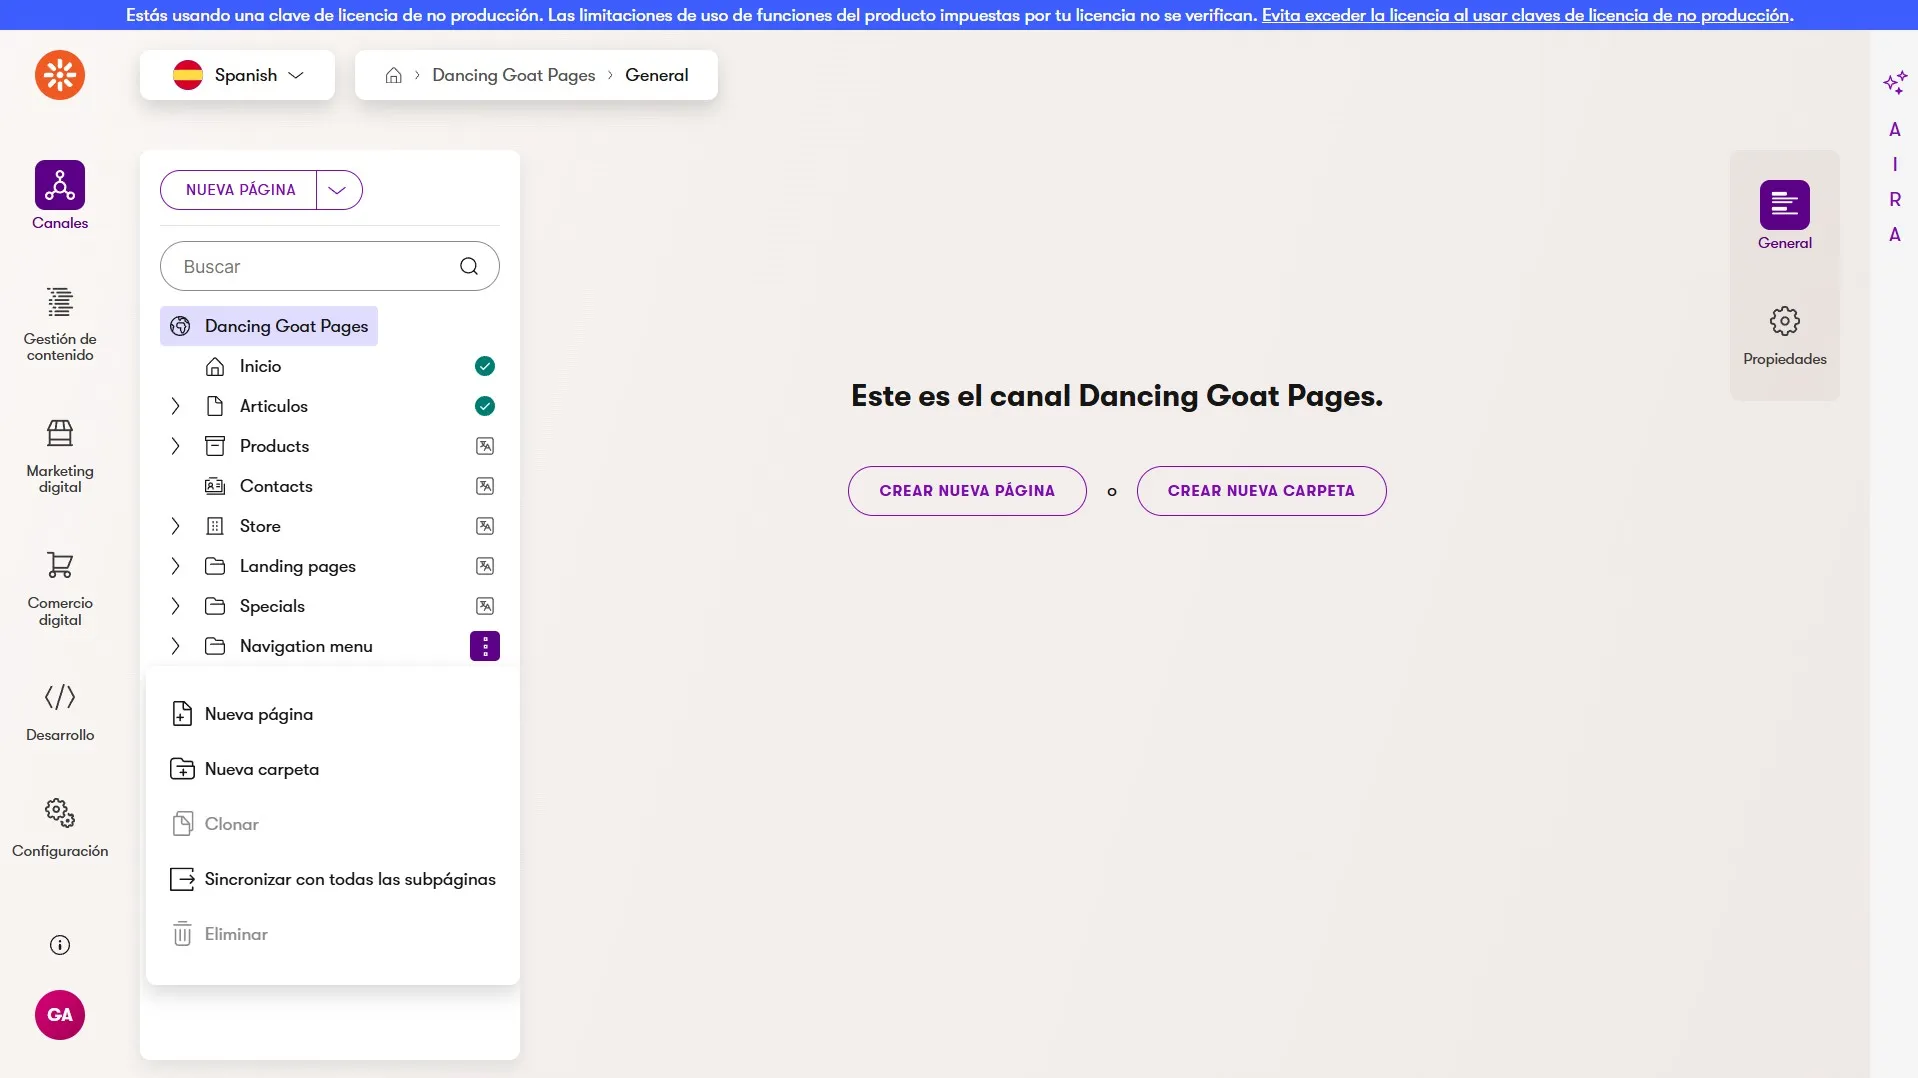 Estás usando una clave de licencia de no producción. Las limitaciones de uso de funciones del producto impuestas por tu licencia no se verifican. Evita exceder la licencia al usar claves de licencia de no producción.
Spanish
Dancing Goat Pages
General
A
I
R
A
Canales
Gestión de
contenido
Marketing
digital
Comercio
digital
Desarrollo
Configuración
GA
NUEVA PÁGINA
Buscar
Dancing Goat Pages
Inicio
Articulos
Products
Contacts
Store
Landing pages
Specials
Navigation menu
Nueva página
Nueva carpeta
Clonar
Sincronizar con todas las subpáginas
Eliminar
Este es el canal Dancing Goat Pages.
CREAR NUEVA PÁGINA o CREAR NUEVA CARPETA
General
Propiedades